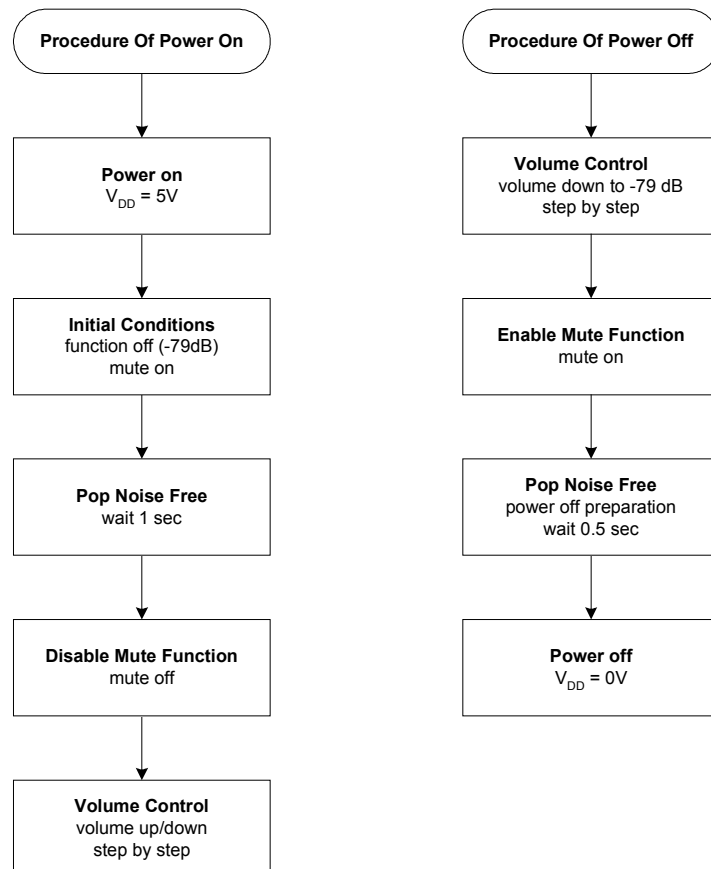 Procedure Of Power On
Power on
V_DD = 5V
Initial Conditions
function off (-79dB)
mute on
Pop Noise Free
wait 1 sec
Disable Mute Function
mute off
Volume Control
volume up/down
step by step
Procedure Of Power Off
Volume Control
volume down to -79 dB
step by step
Enable Mute Function
mute on
Pop Noise Free
power off preparation
wait 0.5 sec
Power off
V_DD = 0V